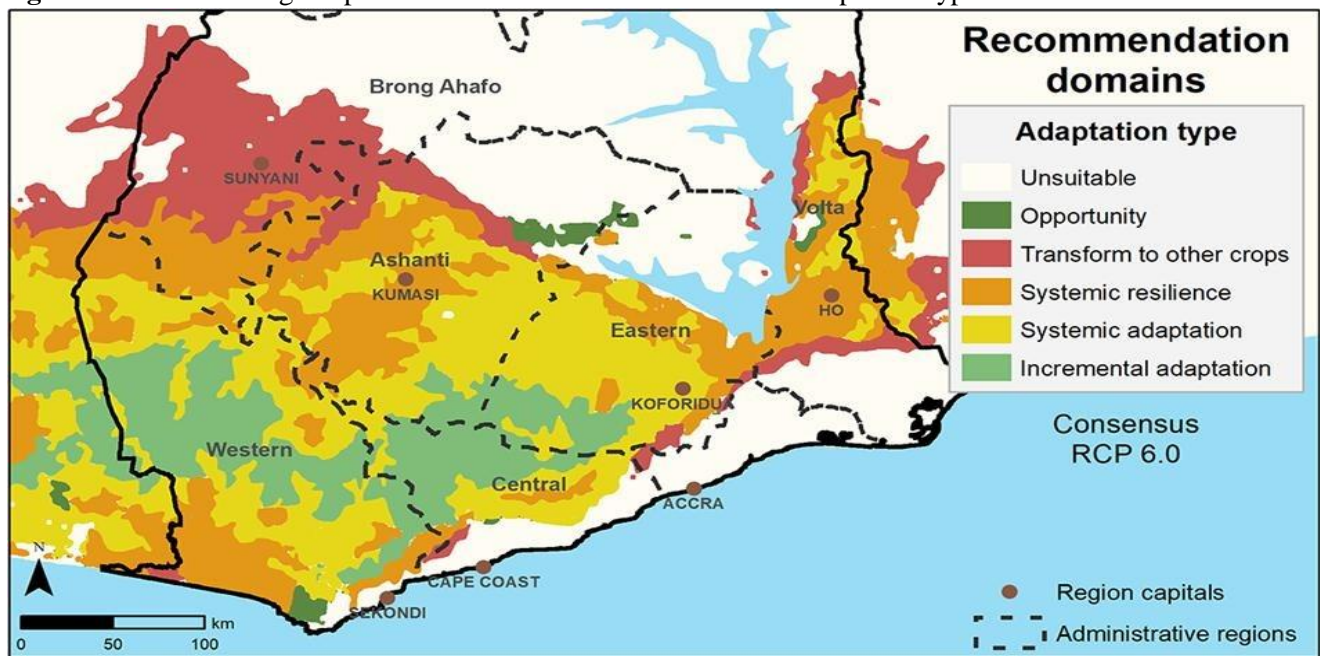 Recommendation
domains
Adaptation type
Unsuitable
Opportunity
Transform to other crops
Systemic resilience
Systemic adaptation
Incremental adaptation
Consensus
RCP 6.0
Region capitals
Administrative regions
Brong Ahafo
SUNYANI
Volta
Ashanti
KUMASI
HO
Eastern
KOFORIDUA
Western
Central
ACCRA
CAPE COAST
SEKONDI
N
km
0 50 100